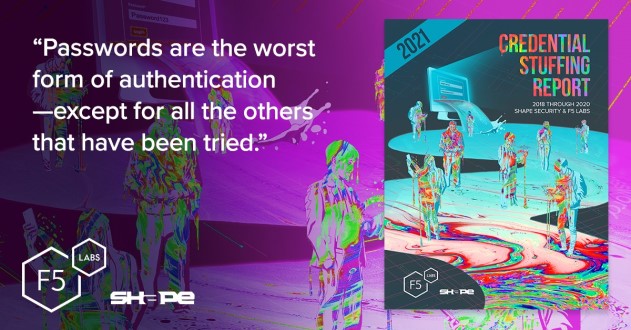 “Passwords are the worst
form of authentication
—except for all the others
that have been tried.”
F5
LABS
SHAPE
2021
CREDENTIAL
STUFFING
REPORT
2018 THROUGH 2020
SHAPE SECURITY & F5 LABS
F5
LABS
SHAPE